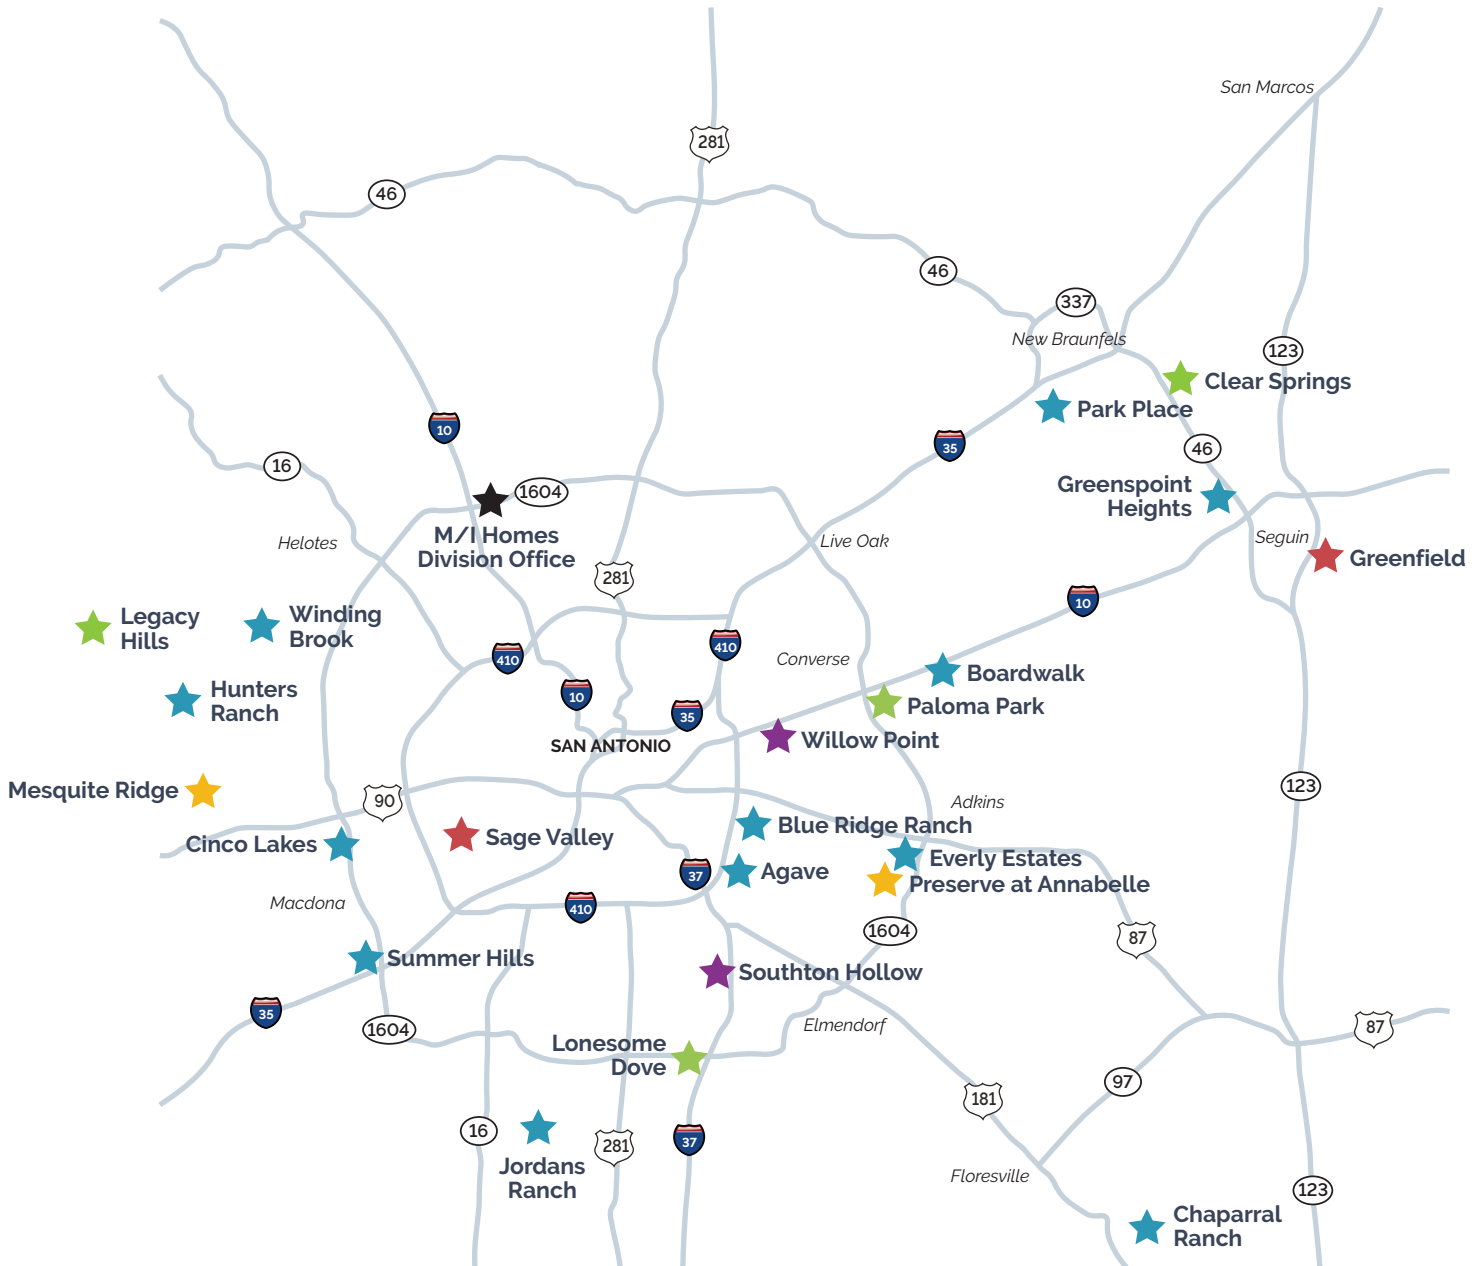 San Marcos
281
46
46
337
New Braunfels
123
Clear Springs
Park Place
10
35
46
16
1604
Greenspoint
Heights
M/I Homes
Division Office
Helotes
Live Oak
Seguin
Greenfield
281
10
Legacy
Hills
Winding
Brook
410
410
Converse
Boardwalk
Hunters
Ranch
10
35
Paloma Park
SAN ANTONIO
Willow Point
Mesquite Ridge
90
123
Adkins
Cinco Lakes
Sage Valley
Blue Ridge Ranch
Everly Estates
37
Agave
Preserve at Annabelle
Macdona
410
1604
87
Summer Hills
Southton Hollow
35
1604
Elmendorf
87
Lonesome
Dove
97
181
16
281
37
Jordans
Ranch
Floresville
123
Chaparral
Ranch